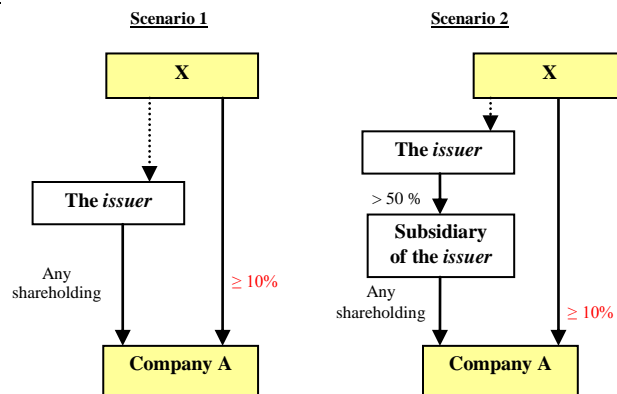 Scenario 1
X
The issuer
Any
shareholding
≥ 10%
Company A
Scenario 2
X
The issuer
> 50 %
Subsidiary
of the issuer
Any
shareholding
≥ 10%
Company A